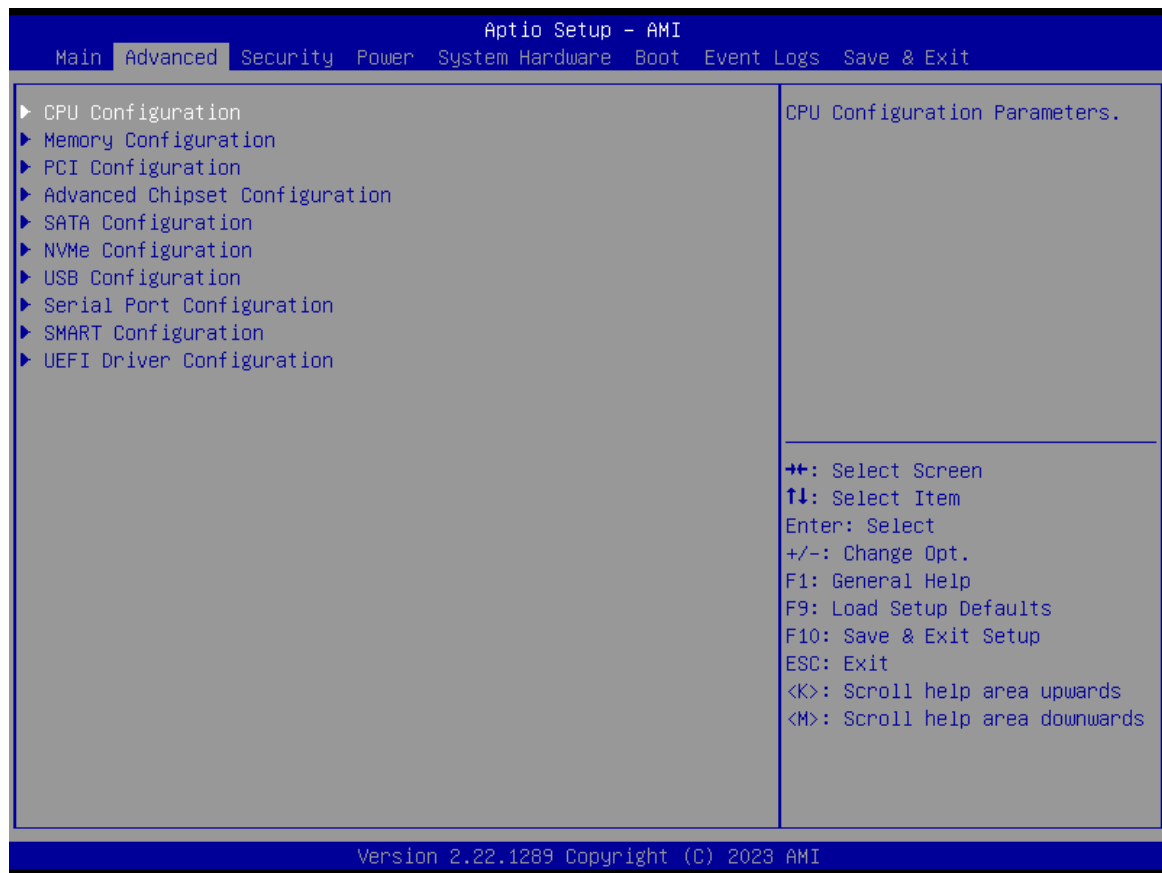 Aptio Setup – AMI
Main Advanced Security Power System Hardware Boot Event Logs Save & Exit
► CPU Configuration
► Memory Configuration
► PCI Configuration
► Advanced Chipset Configuration
► SATA Configuration
► NVMe Configuration
► USB Configuration
► Serial Port Configuration
► SMART Configuration
► UEFI Driver Configuration
CPU Configuration Parameters.
→←: Select Screen
↑↓: Select Item
Enter: Select
+/-: Change Opt.
F1: General Help
F9: Load Setup Defaults
F10: Save & Exit Setup
ESC: Exit
<K>: Scroll help area upwards
<M>: Scroll help area downwards
Version 2.22.1289 Copyright (C) 2023 AMI